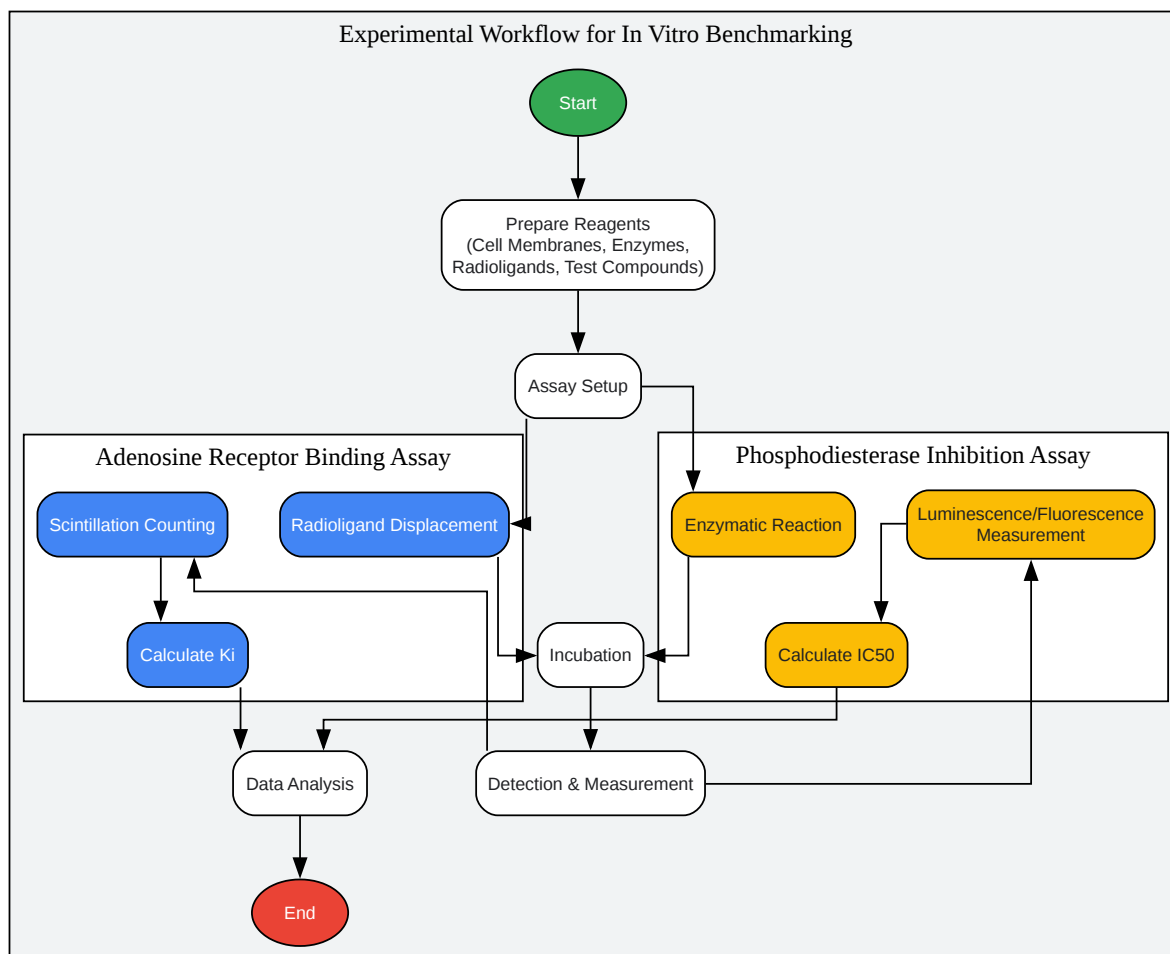 Experimental Workflow for In Vitro Benchmarking
Start
Prepare Reagents
(Cell Membranes, Enzymes,
Radioligands, Test Compounds)
Assay Setup
Adenosine Receptor Binding Assay
Scintillation Counting
Radioligand Displacement
Calculate Ki
Phosphodiesterase Inhibition Assay
Enzymatic Reaction
Luminescence/Fluorescence
Measurement
Calculate IC50
Incubation
Data Analysis
Detection & Measurement
End